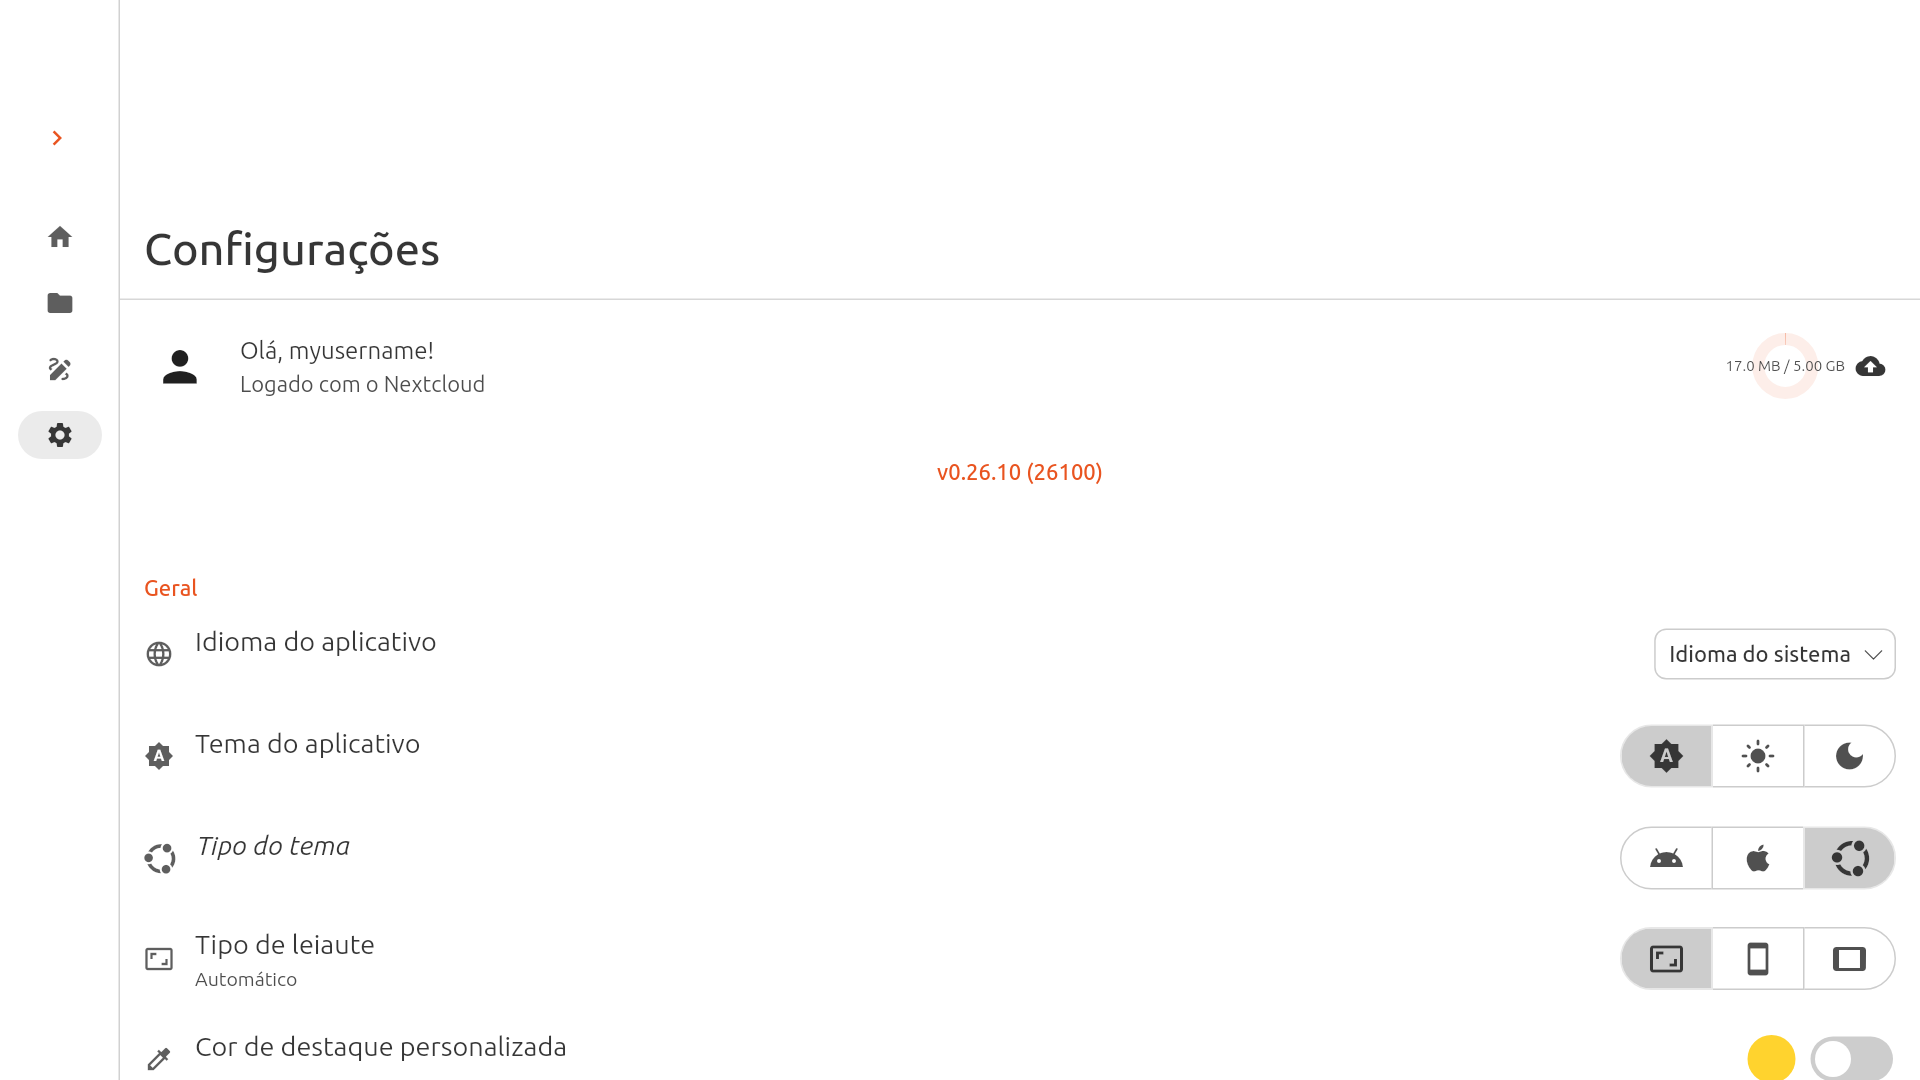 Configurações
Olá, myusername!
Logado com o Nextcloud
17.0 MB / 5.00 GB
v0.26.10 (26100)
Geral
Idioma do aplicativo
Idioma do sistema
Tema do aplicativo
Tipo do tema
Tipo de leiaute
Automático
Cor de destaque personalizada